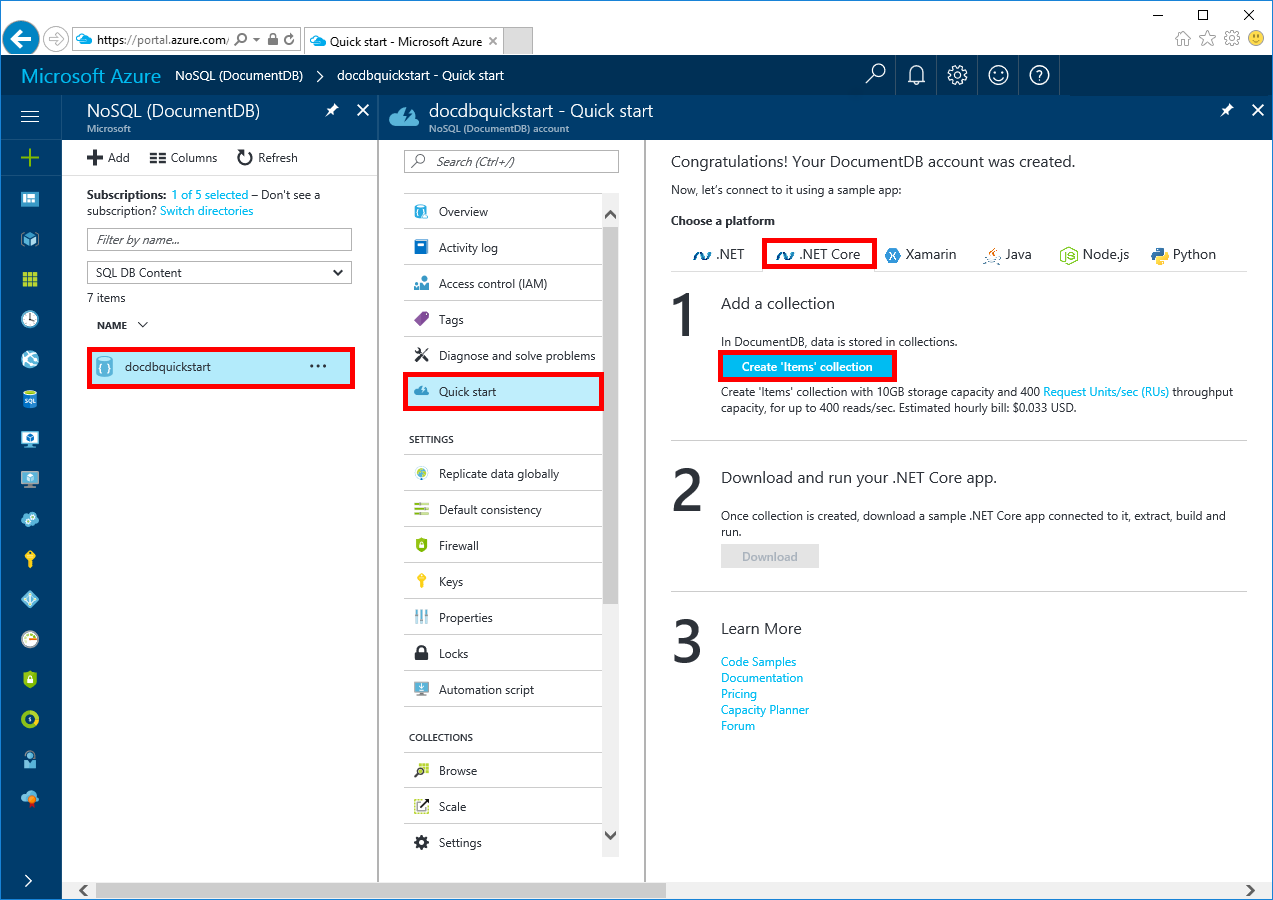 https://portal.azure.com/
Quick start - Microsoft Azure
Microsoft Azure
NoSQL (DocumentDB)
docdbquickstart - Quick start
NoSQL (DocumentDB)
Microsoft
Add
Columns
Refresh
Subscriptions: 1 of 5 selected – Don't see a
subscription? Switch directories
Filter by name...
SQL DB Content
7 items
NAME
docdbquickstart
docdbquickstart - Quick start
NoSQL (DocumentDB) account
Search (Ctrl+/)
Overview
Activity log
Access control (IAM)
Tags
Diagnose and solve problems
Quick start
SETTINGS
Replicate data globally
Default consistency
Firewall
Keys
Properties
Locks
Automation script
COLLECTIONS
Browse
Scale
Settings
Congratulations! Your DocumentDB account was created.
Now, let's connect to it using a sample app:
Choose a platform
.NET
.NET Core
Xamarin
Java
Node.js
Python
1
Add a collection
In DocumentDB, data is stored in collections.
Create 'Items' collection
Create 'Items' collection with 10GB storage capacity and 400 Request Units/sec (RUs) throughput
capacity, for up to 400 reads/sec. Estimated hourly bill: $0.033 USD.
2
Download and run your .NET Core app.
Once collection is created, download a sample .NET Core app connected to it, extract, build and
run.
Download
3
Learn More
Code Samples
Documentation
Pricing
Capacity Planner
Forum